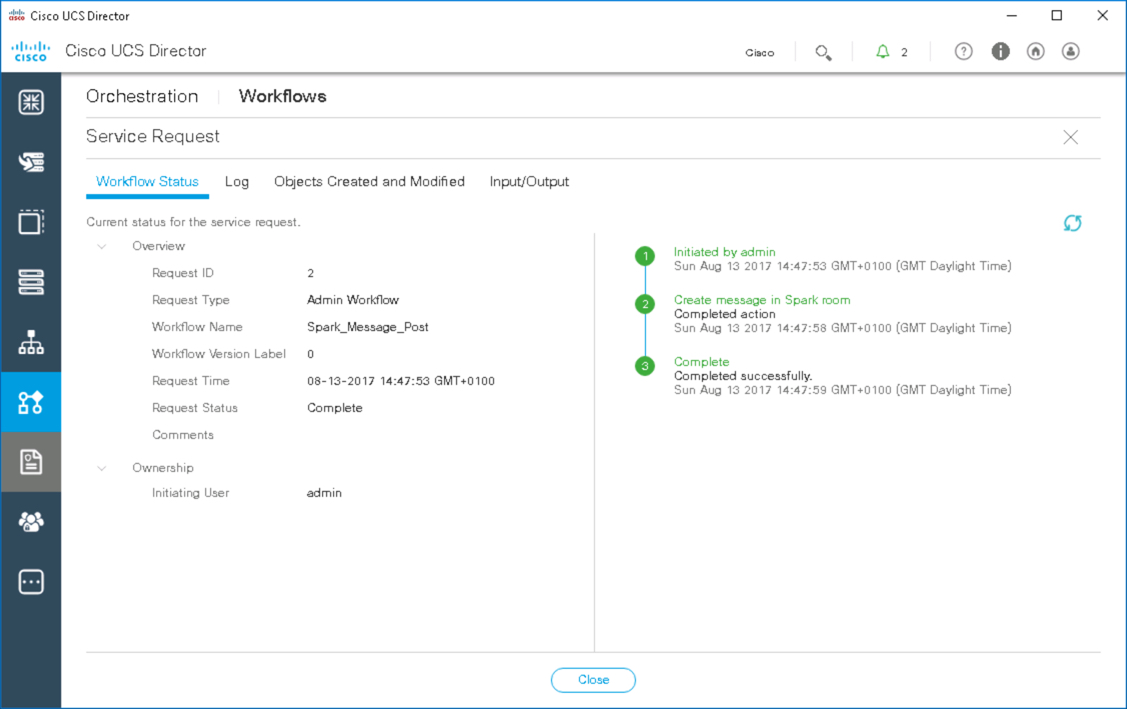 cisco Cisco UCS Director
cisco Cisco UCS Director Cisco 2 ? i
Orchestration Workflows
Service Request
Workflow Status Log Objects Created and Modified Input/Output
Current status for the service request.
Overview
Request ID 2
Request Type Admin Workflow
Workflow Name Spark_Message_Post
Workflow Version Label 0
Request Time 08-13-2017 14:47:53 GMT+0100
Request Status Complete
Comments
Ownership
Initiating User admin
1 Initiated by admin
Sun Aug 13 2017 14:47:53 GMT+0100 (GMT Daylight Time)
2 Create message in Spark room
Completed action
Sun Aug 13 2017 14:47:58 GMT+0100 (GMT Daylight Time)
3 Complete
Completed successfully.
Sun Aug 13 2017 14:47:59 GMT+0100 (GMT Daylight Time)
Close